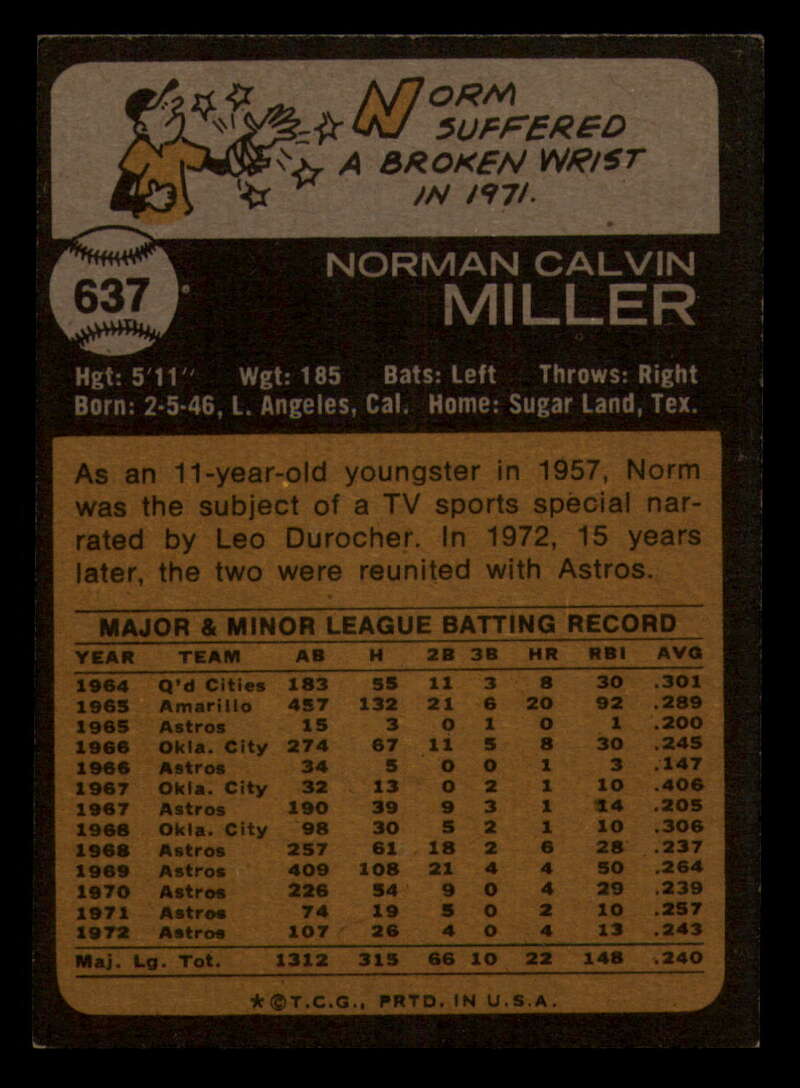 NORM
SUFFERED
A BROKEN WRIST
IN 1971.
637
NORMAN CALVIN
MILLER
Hgt: 5'11" Wgt: 185 Bats: Left Throws: Right
Born: 2-5-46, L. Angeles, Cal. Home: Sugar Land, Tex.
As an 11-year-old youngster in 1957, Norm
was the subject of a TV sports special nar-
rated by Leo Durocher. In 1972, 15 years
later, the two were reunited with Astros.
MAJOR & MINOR LEAGUE BATTING RECORD
YEAR TEAM AB H 2B 3B HR RBI AVG
1964 Q'd Cities 183 55 11 3 8 30 .301
1965 Amarillo 457 132 21 6 20 92 .289
1965 Astros 15 3 0 1 0 1 .200
1966 Okla. City 274 67 11 5 8 30 .245
1966 Astros 34 5 0 0 1 3 .147
1967 Okla. City 32 13 0 2 1 10 .406
1967 Astros 190 39 9 3 1 14 .205
1968 Okla. City 98 30 5 2 1 10 .306
1968 Astros 257 61 18 2 6 28 .237
1969 Astros 409 108 21 4 4 50 .264
1970 Astros 226 54 9 0 4 29 .239
1971 Astros 74 19 5 0 2 10 .257
1972 Astros 107 26 4 0 4 13 .243
Maj. Lg. Tot. 1312 315 66 10 22 148 .240
*©T.C.G., PRTD. IN U.S.A.